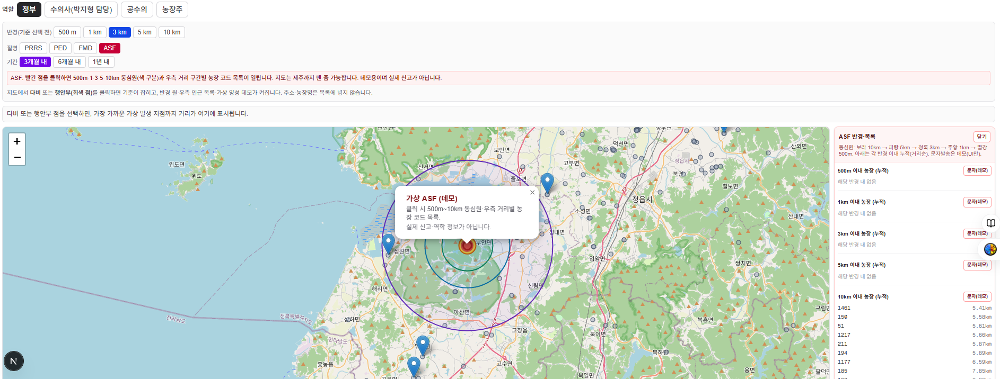 역할 정부 수의사(박지형 담당) 공수의 농장주
반경(기준 선택 전) 500 m 1 km 3 km 5 km 10 km
질병 PRRS PED FMD ASF
기간 3개월 내 6개월 내 1년 내
ASF: 빨간 점을 클릭하면 500m·1·3·5·10km 동심원(색 구분)과 우측 거리 구간별 농장 코드 목록이 열립니다. 지도는 제주까지 팬·줌 가능합니다. 데모용이며 실제 신고가 아닙니다.
지도에서 다비 또는 행안부(회색 점)를 클릭하면 기준이 잡히고, 반경 원·우측 인근 목록·가상 양성 데모가 켜집니다. 주소·농장명은 목록에 넣지 않습니다.
다비 또는 행안부 점을 선택하면, 가장 가까운 가상 발생 지점까지 거리가 여기에 표시됩니다.
+
−
위도면
위도
진서면
보안면
줄포면
10
고부면
덕천면
정우면
정읍시
북면
산외면
칠보면
20
정읍시
소성면
산내면
성내면
입암면
쌍치면
부안면
심원면
해리면
신림면
아산면
8
9
7
고창읍
북이면
복흥면
구림면
상하면
전라남도
전북특별자치도
전라남도
홍농읍
고수면
북하면
북일면
용면
팔덕면
가상 ASF (데모)
×
클릭 시 500m~10km 동심원·우측 거리별 농
장 코드 목록.
실제 신고·역학 정보가 아닙니다.
ASF 반경·목록 닫기
동심원: 보라 10km → 파랑 5km → 청록 3km → 주황 1km → 빨강
500m. 아래는 각 반경 이내 누적(거리순). 문자발송은 데모(UI만).
500m 이내 농장 (누적) 문자(데모)
해당 반경 내 없음
1km 이내 농장 (누적) 문자(데모)
해당 반경 내 없음
3km 이내 농장 (누적) 문자(데모)
해당 반경 내 없음
5km 이내 농장 (누적) 문자(데모)
해당 반경 내 없음
10km 이내 농장 (누적) 문자(데모)
1461 5.41km
150 5.58km
51 5.61km
1217 5.66km
211 5.87km
194 5.89km
1177 6.59km
185 7.85km
N